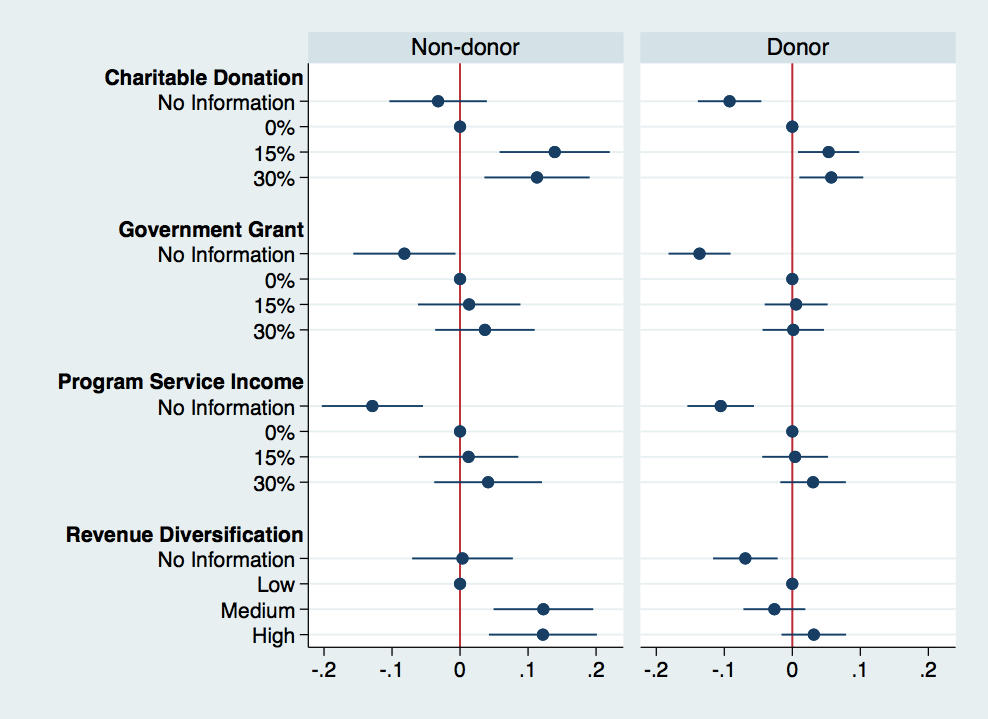 Non-donor Donor
Charitable Donation
No Information
0%
15%
30%
Government Grant
No Information
0%
15%
30%
Program Service Income
No Information
0%
15%
30%
Revenue Diversification
No Information
Low
Medium
High
-.2 -.1 0 .1 .2 -.2 -.1 0 .1 .2